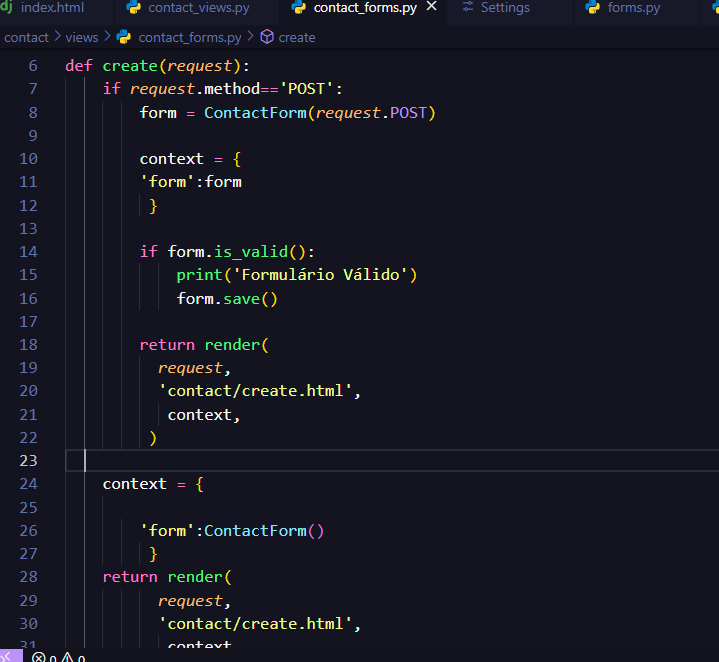 index.html contact_views.py contact_forms.py Settings forms.py
contact > views > contact_forms.py > create
6 def create(request):
7 if request.method=='POST':
8 form = ContactForm(request.POST)
9
10 context = {
11 'form':form
12 }
13
14 if form.is_valid():
15 print('Formulário Válido')
16 form.save()
17
18 return render(
19 request,
20 'contact/create.html',
21 context,
22 )
23
24 context = {
25
26 'form':ContactForm()
27 }
28 return render(
29 request,
30 'contact/create.html',
31 context
0 0